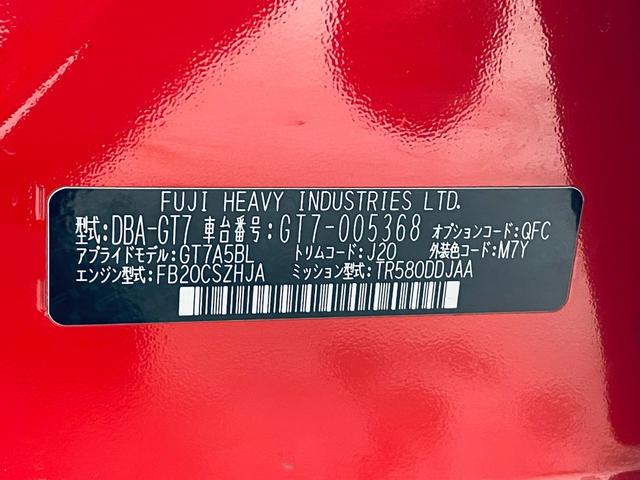 FUJI HEAVY INDUSTRIES LTD.
型式:DBA-GT7 車台番号:GT7-005368 オプションコード:QFC
アプライドモデル:GT7A5BL トリムコード:J20 外装色コード:M7Y
エンジン型式:FB20CSZHJA ミッション型式:TR580DDJAA